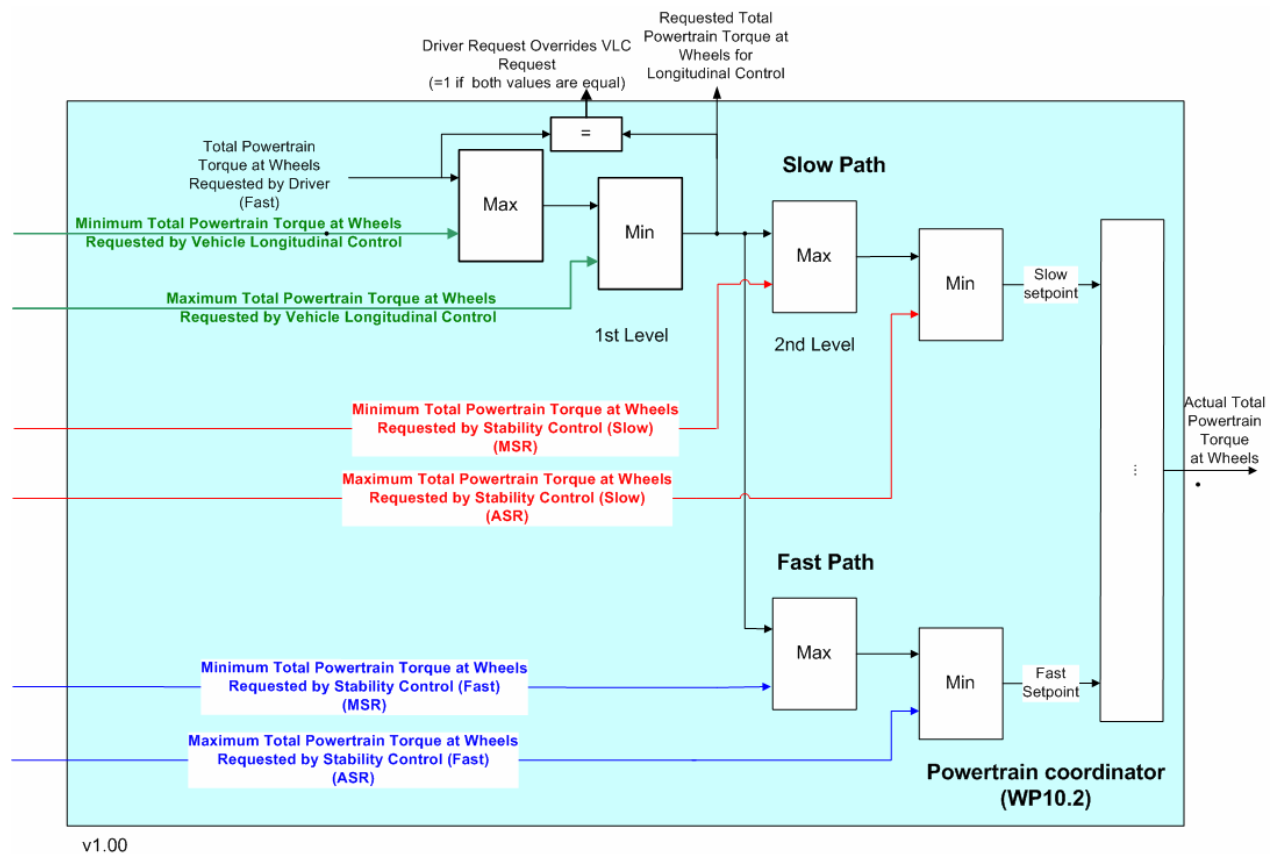 Requested Total
Powertrain Torque at
Wheels for
Longitudinal Control
Driver Request Overrides VLC
Request
(=1 if both values are equal)
=
Total Powertrain
Torque at Wheels
Requested by Driver
(Fast)
Max
Min
Slow Path
Max
Min
Slow
setpoint
Minimum Total Powertrain Torque at Wheels
Requested by Vehicle Longitudinal Control
Maximum Total Powertrain Torque at Wheels
Requested by Vehicle Longitudinal Control
1st Level
2nd Level
Minimum Total Powertrain Torque at Wheels
Requested by Stability Control (Slow)
(MSR)
Maximum Total Powertrain Torque at Wheels
Requested by Stability Control (Slow)
(ASR)
...
Actual Total
Powertrain
Torque
at Wheels
Fast Path
Max
Min
Fast
Setpoint
Minimum Total Powertrain Torque at Wheels
Requested by Stability Control (Fast)
(MSR)
Maximum Total Powertrain Torque at Wheels
Requested by Stability Control (Fast)
(ASR)
Powertrain coordinator
(WP10.2)
v1.00